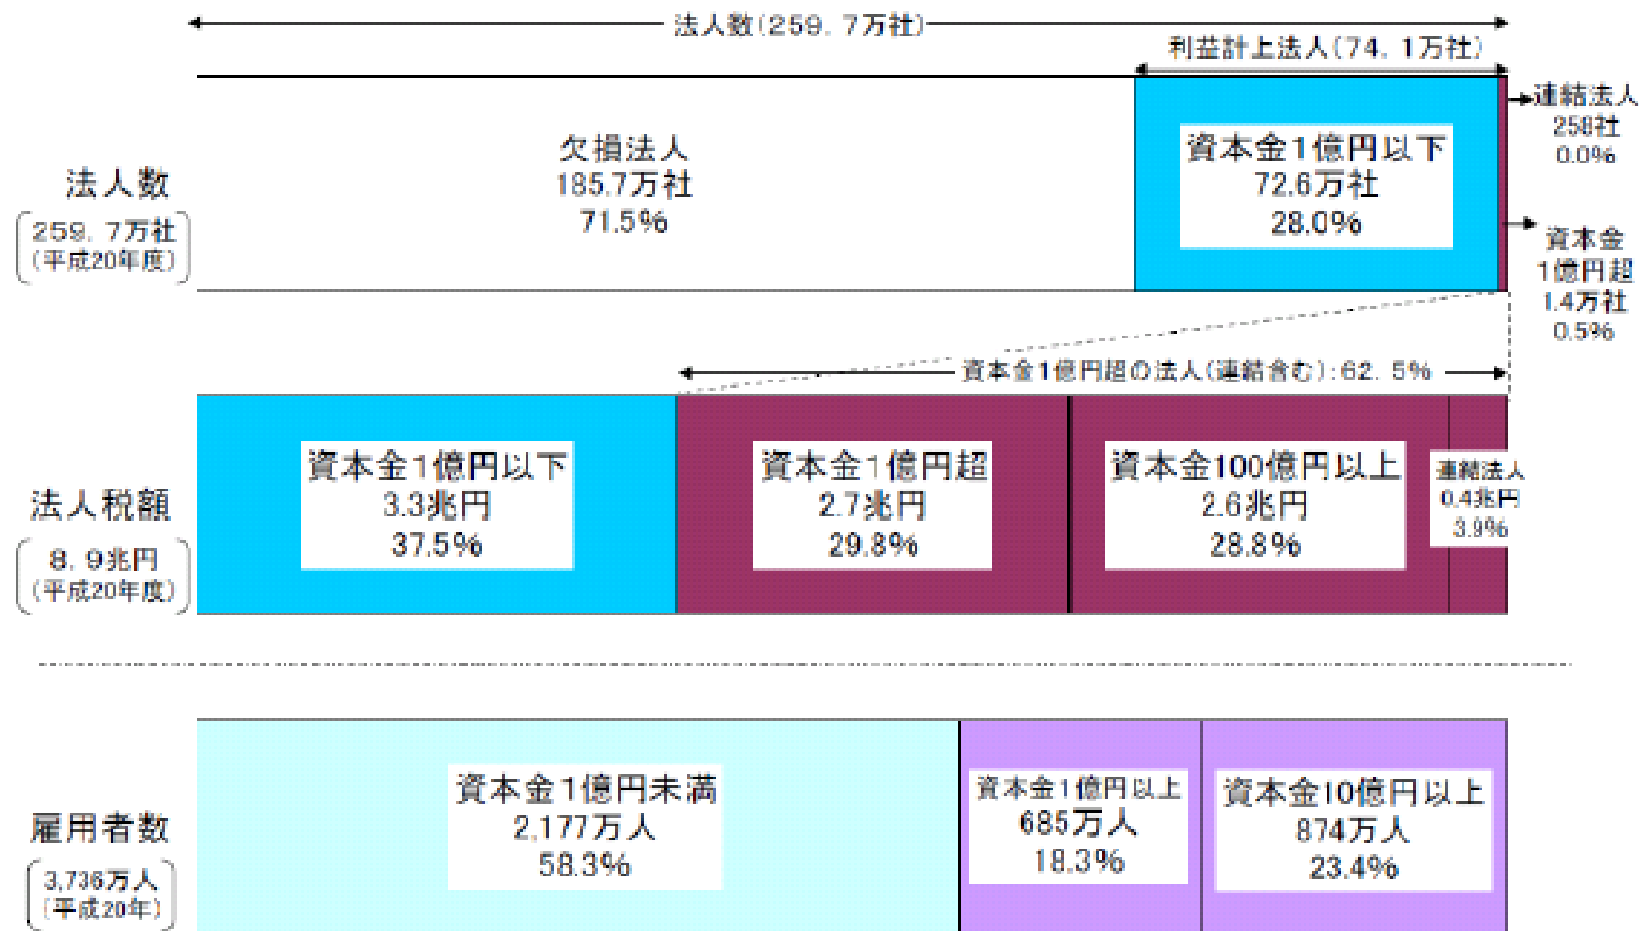 法人数(259．7万社)
利益計上法人(74．1万社)
法人数
259．7万社
(平成20年度)
欠損法人
185.7万社
71.5%
資本金1億円以下
72.6万社
28.0%
連結法人
258社
0.0%
資本金
1億円超
1.4万社
0.5%
資本金1億円超の法人(連結含む)：62．5%
法人税額
8．9兆円
(平成20年度)
資本金1億円以下
3.3兆円
37.5%
資本金1億円超
2.7兆円
29.8%
資本金100億円以上
2.6兆円
28.8%
連結法人
0.4兆円
3.9%
雇用者数
3,736万人
(平成20年)
資本金1億円未満
2,177万人
58.3%
資本金1億円以上
685万人
18.3%
資本金10億円以上
874万人
23.4%